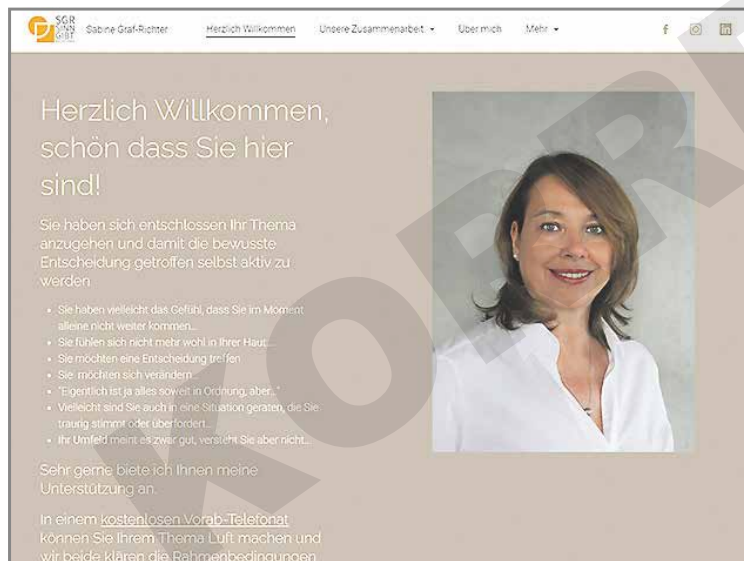 SGR
SINN
GIBT
Sabine Graf-Richter
Herzlich Willkommen
Unsere Zusammenarbeit
Über mich
Mehr
Herzlich Willkommen,
schön dass Sie hier
sind!
Sie haben sich entschlossen Ihr Thema
anzugehen und damit die bewusste
Entscheidung getroffen selbst aktiv zu
werden
Sie haben vielleicht das Gefühl, dass Sie im Moment
alleine nicht weiter kommen...
Sie fühlen sich nicht mehr wohl in Ihrer Haut...
Sie möchten eine Entscheidung treffen
Sie möchten sich verändern...
"Eigentlich ist ja alles soweit in Ordnung, aber..."
Vielleicht sind Sie auch in eine Situation geraten, die Sie
traurig stimmt oder überfordert...
Ihr Umfeld meint es zwar gut, versteht Sie aber nicht...
Sehr gerne biete ich Ihnen meine
Unterstützung an.
In einem kostenlosen Vorab-Telefonat
können Sie Ihrem Thema Luft machen und
wir beide klären die Rahmenbedingungen
KORRE